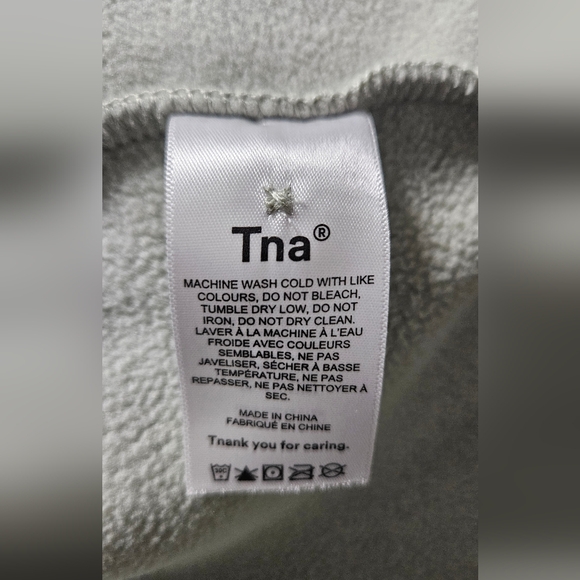 Tna®
MACHINE WASH COLD WITH LIKE
COLOURS, DO NOT BLEACH,
TUMBLE DRY LOW, DO NOT
IRON, DO NOT DRY CLEAN.
LAVER À LA MACHINE À L'EAU
FROIDE AVEC COULEURS
SEMBLABLES, NE PAS
JAVELISER, SÉCHER À BASSE
TEMPÉRATURE, NE PAS
REPASSER, NE PAS NETTOYER À
SEC.
MADE IN CHINA
FABRIQUÉ EN CHINE
Tnank you for caring.